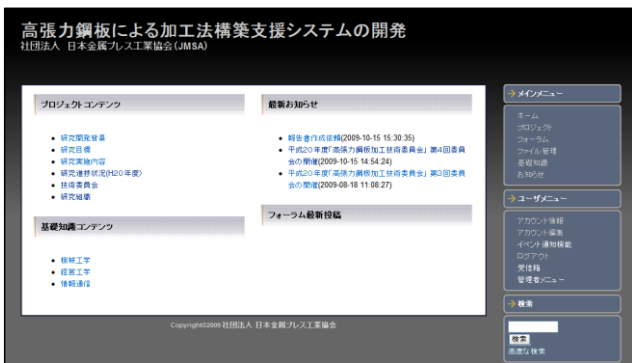 高張力鋼板による加工法構築支援システムの開発
社団法人 日本金属プレス工業協会(JMSA)
プロジェクトコンテンツ
研究開発背景
研究目標
研究実施内容
研究進捗状況(H20年度)
技術委員会
研究組織
基礎知識コンテンツ
機械工学
経営工学
情報通信
最新お知らせ
報告書作成依頼(2009-10-15 15:30:35)
平成20年度「高張力鋼板加工技術委員会」第4回委員
会の開催(2009-10-15 14:54:24)
平成20年度「高張力鋼板加工技術委員会」第3回委員
会の開催(2009-08-18 11:08:27)
フォーラム最新投稿
メインメニュー
ホーム
プロジェクト
フォーラム
ファイル管理
基礎知識
お知らせ
ユーザメニュー
アカウント情報
アカウント編集
イベント通知機能
ログアウト
受信箱
管理者メニュー
検索
検索
高度な検索
Copyright©2009 社団法人 日本金属プレス工業協会